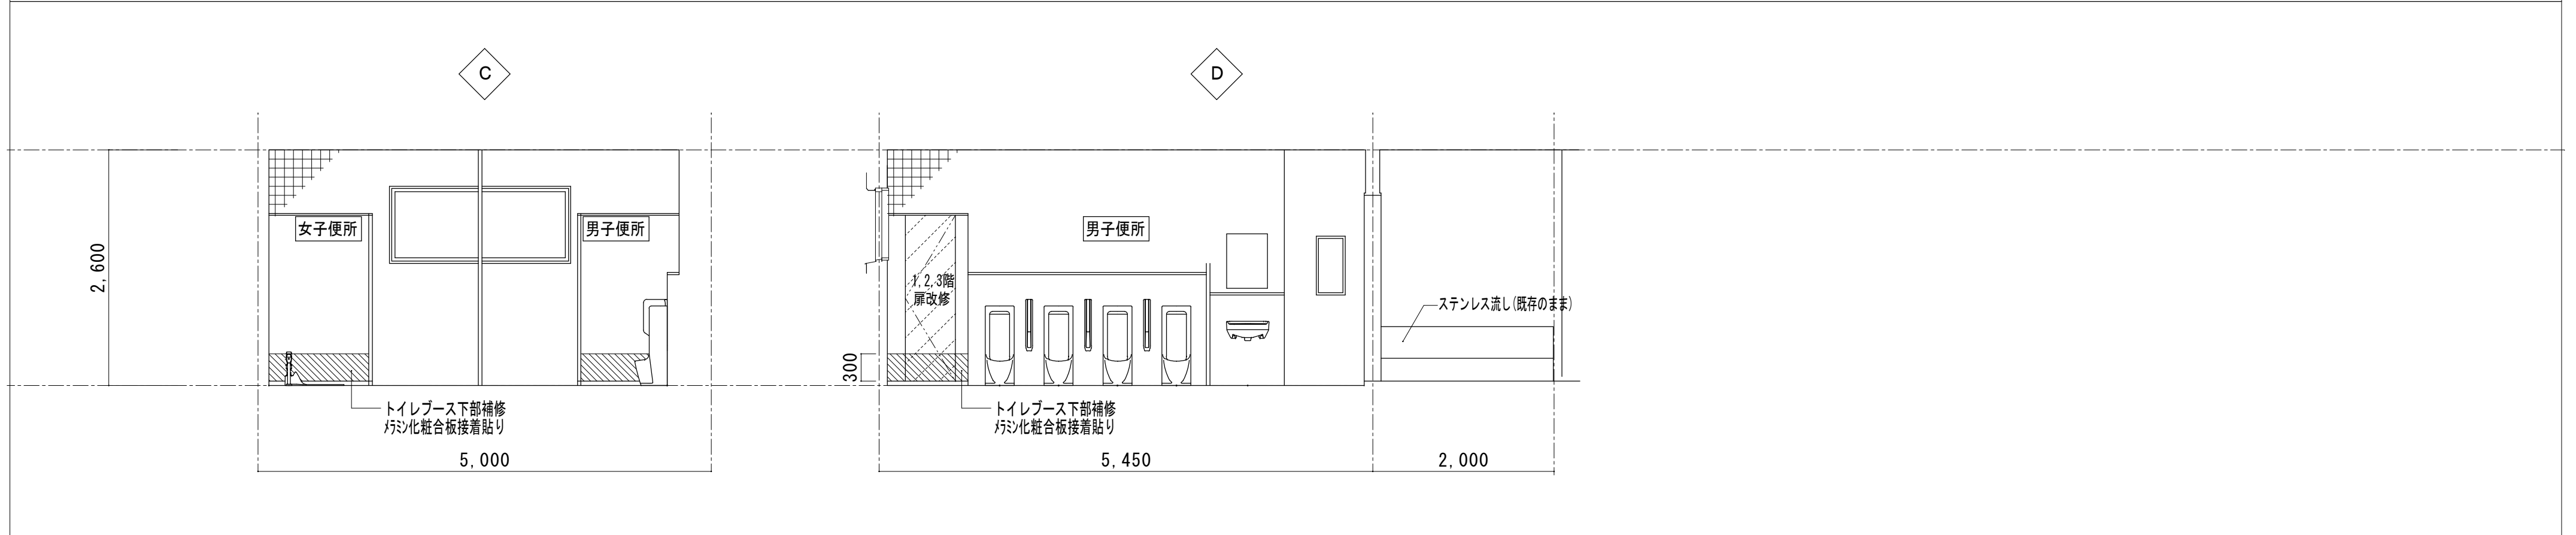 C
D
2,600
女子便所
男子便所
男子便所
1,2,3階
扉改修
ステンレス流し(既存のまま)
300
トイレブース下部補修
メラミン化粧合板接着貼り
トイレブース下部補修
メラミン化粧合板接着貼り
5,000
5,450
2,000